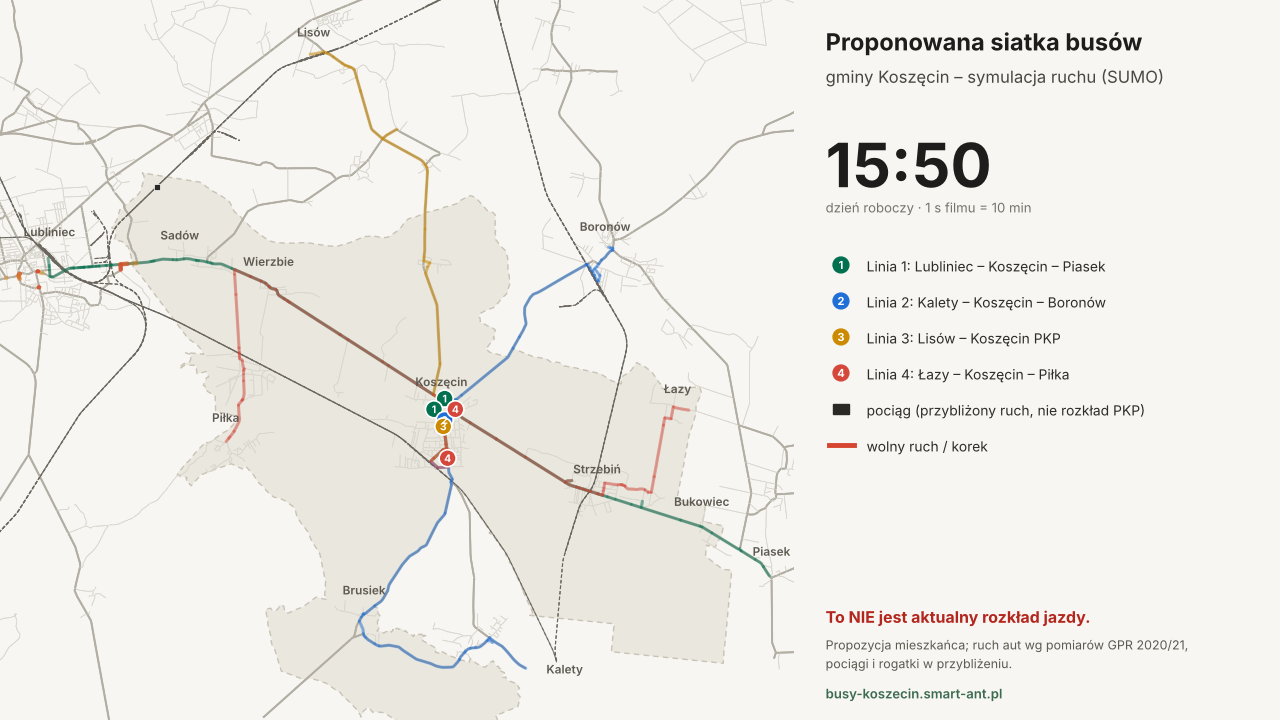 Lisów
Lubliniec
Sadów
Wierzbie
Boronów
Koszęcin
Łazy
Piłka
Strzebiń
Bukowiec
Piasek
Brusiek
Kalety
1
1
4
2
3
4
Proponowana siatka busów
gminy Koszęcin – symulacja ruchu (SUMO)
15:50
dzień roboczy · 1 s filmu = 10 min
1 Linia 1: Lubliniec – Koszęcin – Piasek
2 Linia 2: Kalety – Koszęcin – Boronów
3 Linia 3: Lisów – Koszęcin PKP
4 Linia 4: Łazy – Koszęcin – Piłka
pociąg (przybliżony ruch, nie rozkład PKP)
wolny ruch / korek
To NIE jest aktualny rozkład jazdy.
Propozycja mieszkańca; ruch aut wg pomiarów GPR 2020/21,
pociągi i rogatki w przybliżeniu.
busy-koszecin.smart-ant.pl